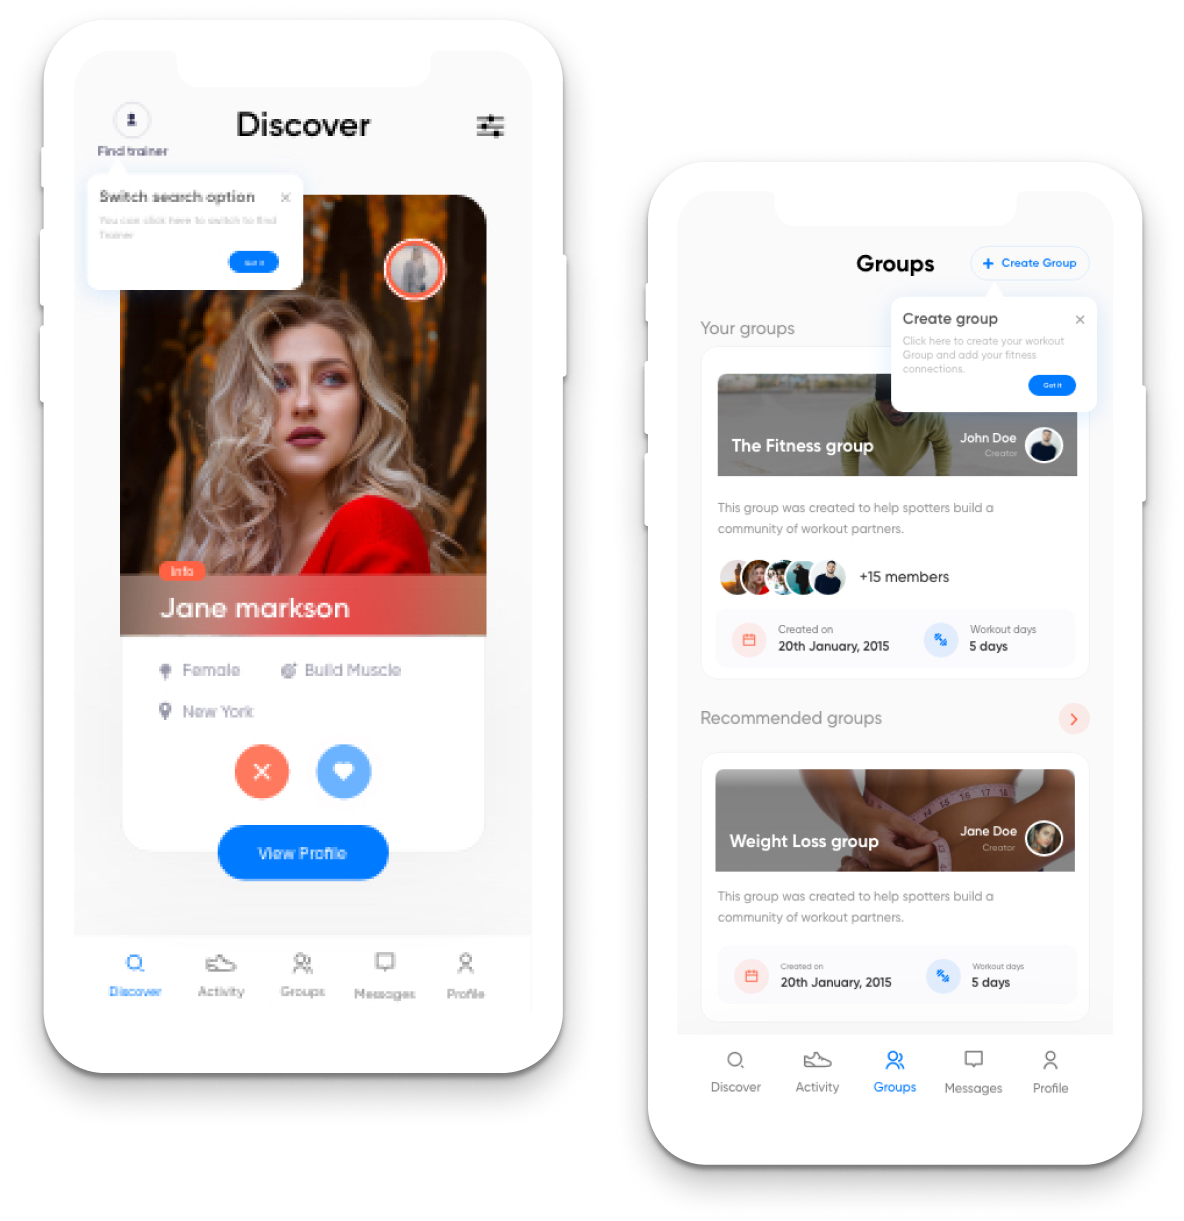 Discover
Find trainer
Switch search option
You can click here to switch to find
Trainer
Got it
Info
Jane markson
Female
Build Muscle
New York
View Profile
Discover
Activity
Groups
Messages
Profile
Groups
+ Create Group
Create group
Click here to create your workout
Group and add your fitness
connections.
Got it
Your groups
The Fitness group
John Doe
Creator
This group was created to help spotters build a
community of workout partners.
+15 members
Created on
20th January, 2015
Workout days
5 days
Recommended groups
15 16 17 18
Weight Loss group
Jane Doe
Creator
This group was created to help spotters build a
community of workout partners.
Created on
20th January, 2015
Workout days
5 days
Discover
Activity
Groups
Messages
Profile